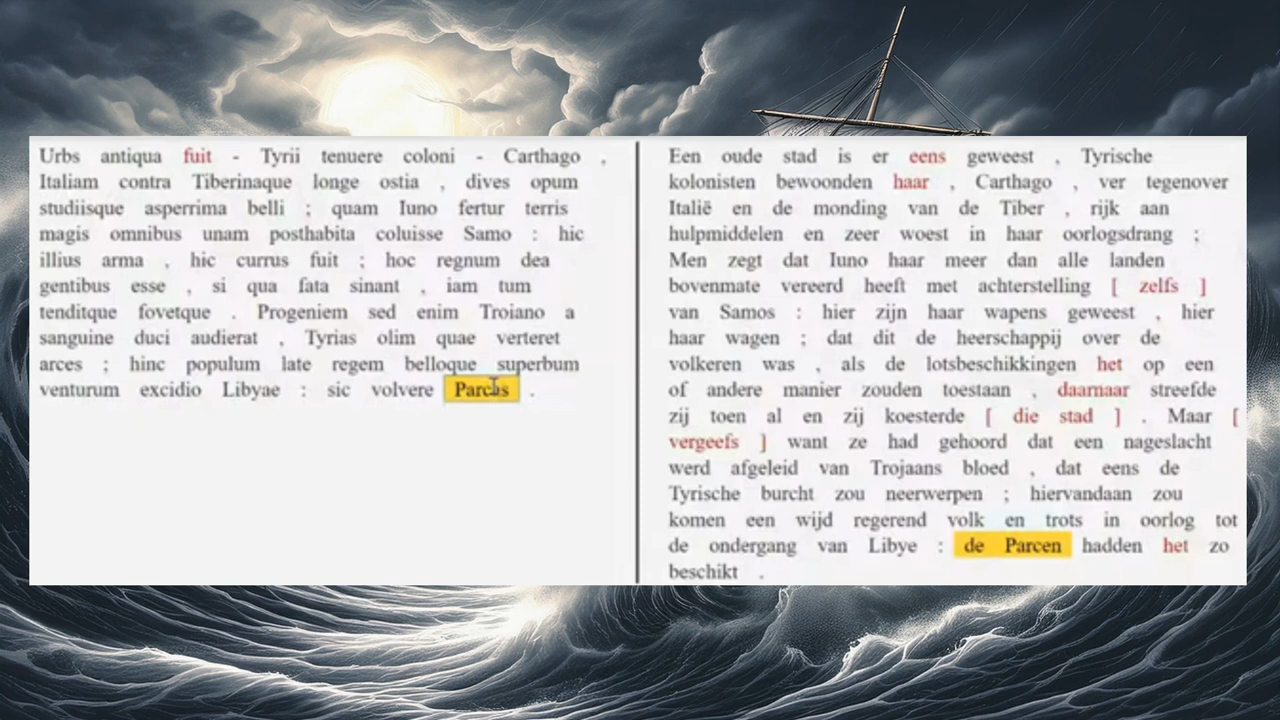 Urbs antiqua fuit - Tyrii tenuere coloni - Carthago ,
Italiam contra Tiberinaque longe ostia , dives opum
studiisque asperrima belli ; quam Iuno fertur terris
magis omnibus unam posthabita coluisse Samo : hic
illius arma , hic currus fuit ; hoc regnum dea
gentibus esse , si qua fata sinant , iam tum
tenditque fovetque . Progeniem sed enim Troiano a
sanguine duci audierat , Tyrias olim quae verteret
arces ; hinc populum late regem belloque superbum
venturum excidio Libyae : sic volvere Parcas .
Een oude stad is er eens geweest , Tyrische
kolonisten bewoonden haar , Carthago , ver tegenover
Italië en de monding van de Tiber , rijk aan
hulpmiddelen en zeer woest in haar oorlogsdrang ;
Men zegt dat Iuno haar meer dan alle landen
bovenmate vereerd heeft met achterstelling [ zelfs ]
van Samos : hier zijn haar wapens geweest , hier
haar wagen ; dat dit de heerschappij over de
volkeren was , als de lotsbeschikkingen het op een
of andere manier zouden toestaan , daarnaar streefde
zij toen al en zij koesterde [ die stad ] . Maar [
vergeefs ] want ze had gehoord dat een nageslacht
werd afgeleid van Trojaans bloed , dat eens de
Tyrische burcht zou neerwerpen ; hiervandaan zou
komen een wijd regerend volk en trots in oorlog tot
de ondergang van Libye : de Parcen hadden het zo
beschikt .